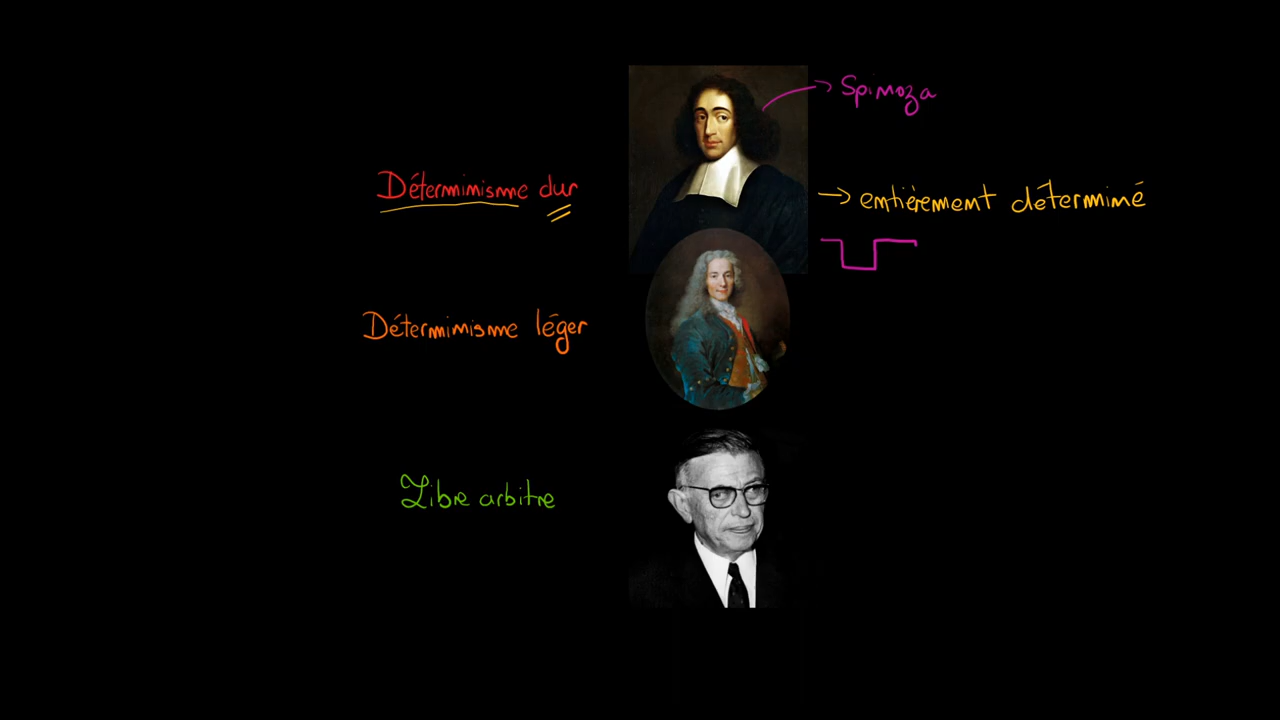 Spinoza
Déterminisme dur
→ entièrement déterminé
Déterminisme léger
Libre arbitre